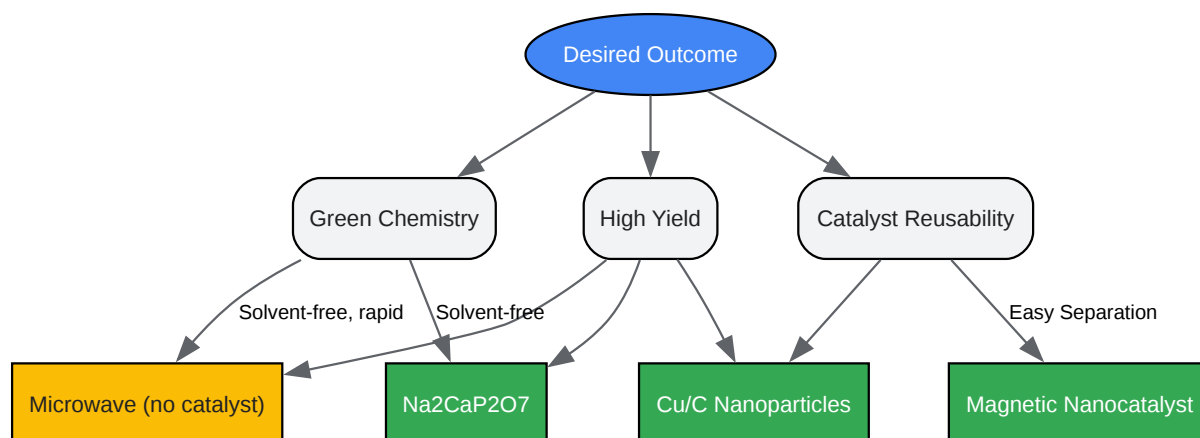 Desired Outcome
Green Chemistry
High Yield
Catalyst Reusability
Solvent-free, rapid
Solvent-free
Easy Separation
Microwave (no catalyst)
Na2CaP2O7
Cu/C Nanoparticles
Magnetic Nanocatalyst